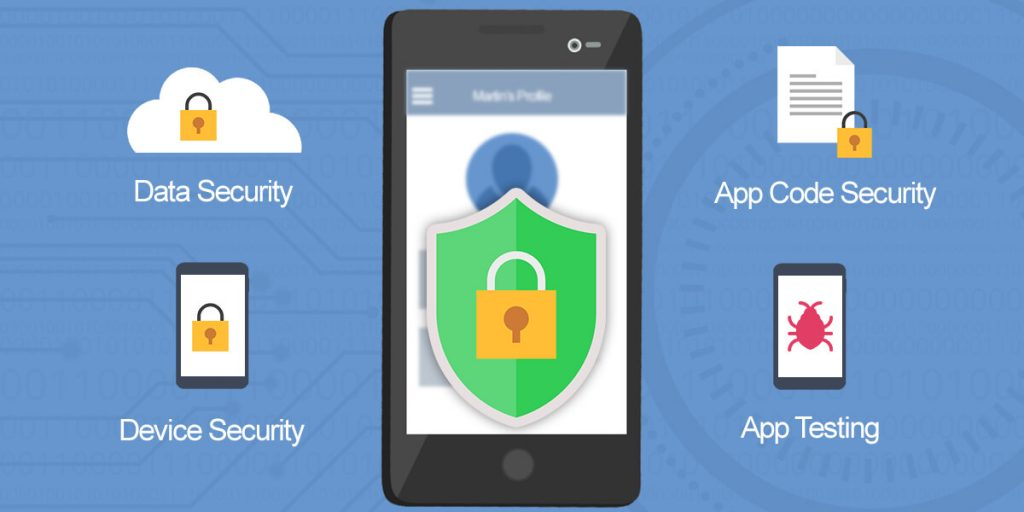 Martin's Profile
Data Security
App Code Security
Device Security
App Testing